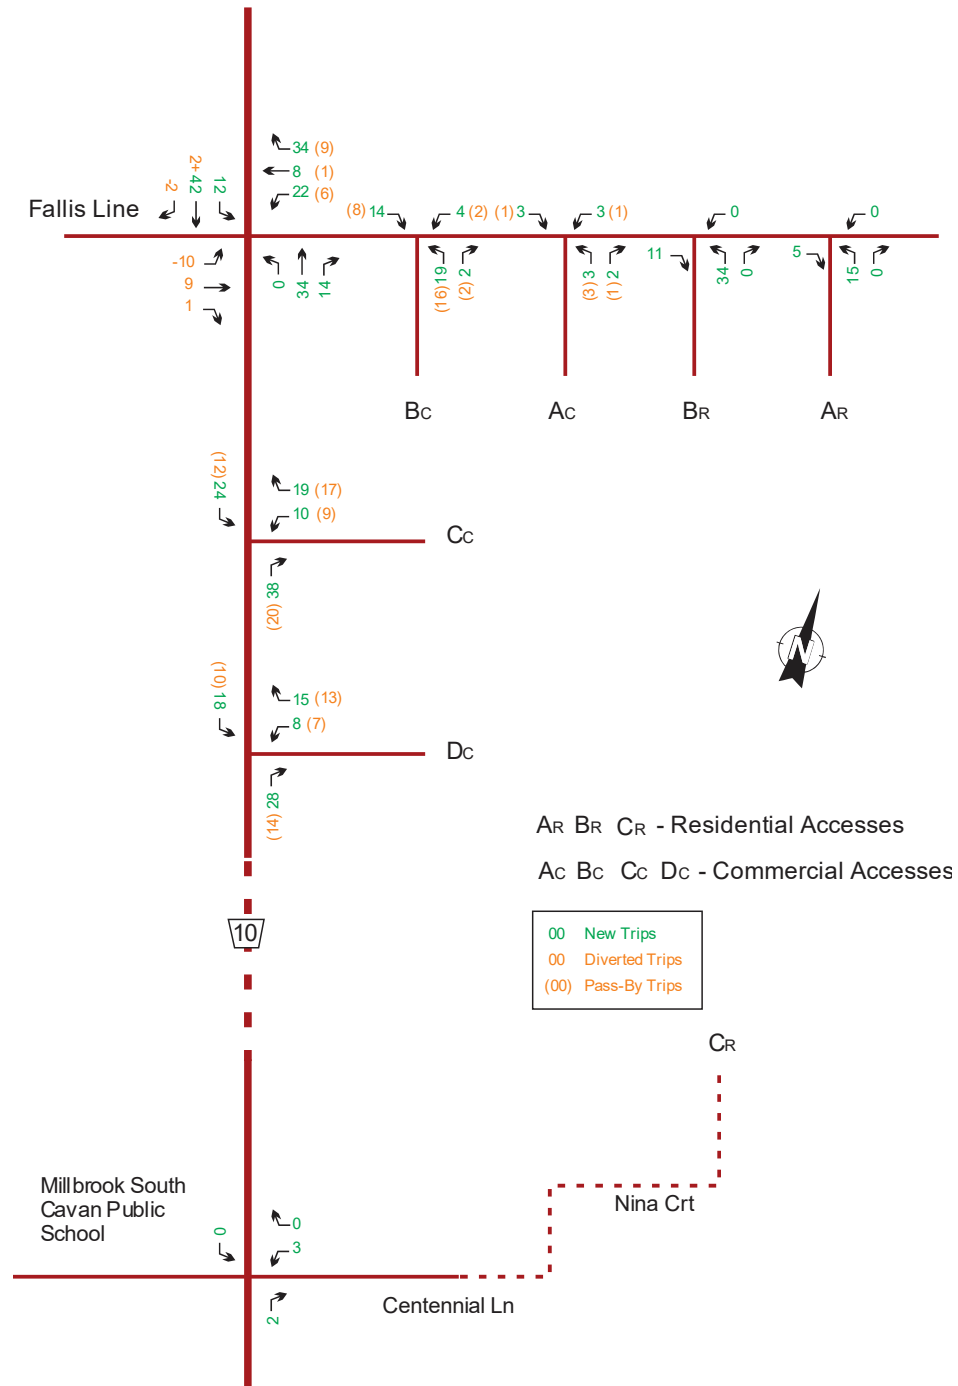 34 (9)
8 (1)
22 (6)
-2
2+42
12
Fallis Line
(8) 14
4 (2)
(1) 3
3 (1)
0
0
-10
9
1
0
34
14
(16) 19
(2) 2
(3) 3
(1) 2
11
34
0
5
15
0
BC
AC
BR
AR
(12) 24
19 (17)
10 (9)
CC
(20) 38
N
(10) 18
15 (13)
8 (7)
DC
(14) 28
AR BR CR - Residential Accesses
AC BC CC DC - Commercial Accesses
10
00 New Trips
00 Diverted Trips
(00) Pass-By Trips
CR
Millbrook South
Cavan Public
School
Nina Crt
0
0
3
2
Centennial Ln